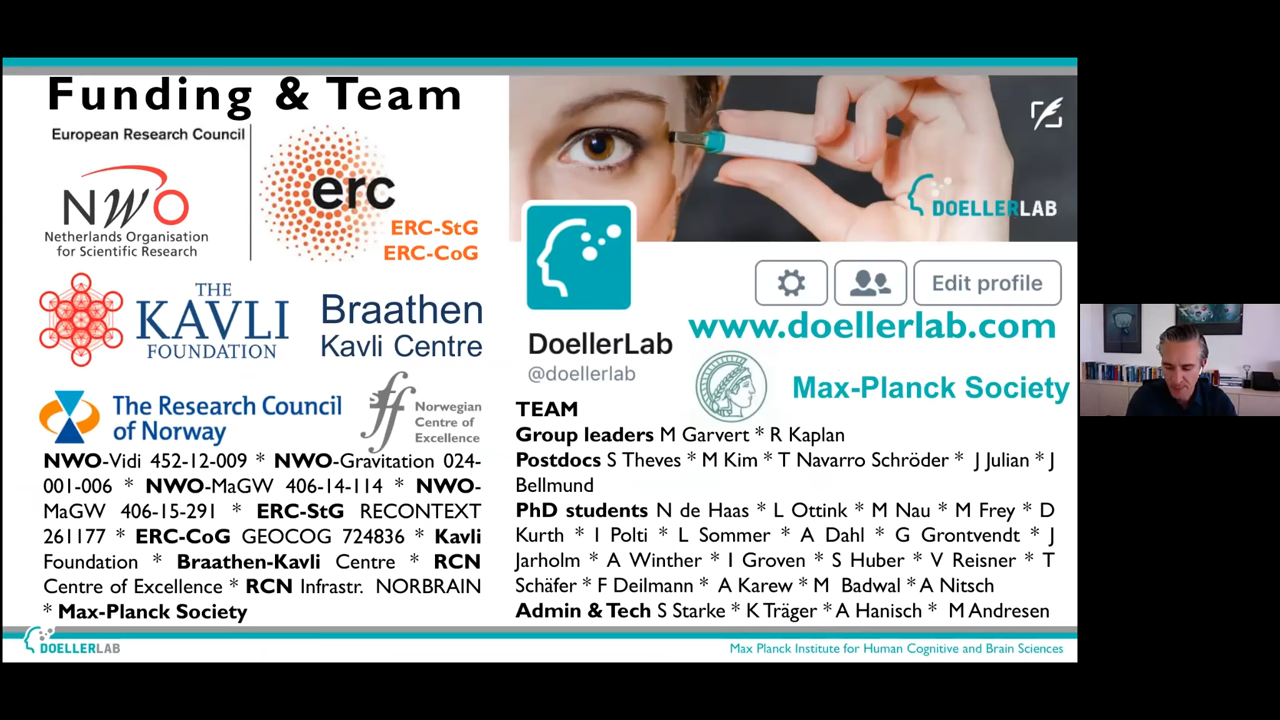 Funding & Team
European Research Council
NWO
Netherlands Organisation
for Scientific Research
erc
ERC-StG
ERC-CoG
THE
KAVLI
FOUNDATION
Braathen
Kavli Centre
The Research Council
of Norway
ff
Norwegian
Centre of
Excellence
NWO-Vidi 452-12-009 * NWO-Gravitation 024-
001-006 * NWO-MaGW 406-14-114 * NWO-
MaGW 406-15-291 * ERC-StG RECONTEXT
261177 * ERC-CoG GEOCOG 724836 * Kavli
Foundation * Braathen-Kavli Centre * RCN
Centre of Excellence * RCN Infrastr. NORBRAIN
* Max-Planck Society
DOELLERLAB
Edit profile
www.doellerlab.com
DoellerLab
@doellerlab
Max-Planck Society
TEAM
Group leaders M Garvert * R Kaplan
Postdocs S Theves * M Kim * T Navarro Schröder * J Julian * J
Bellmund
PhD students N de Haas * L Ottink * M Nau * M Frey * D
Kurth * I Polti * L Sommer * A Dahl * G Grontvendt * J
Jarholm * A Winther * I Groven * S Huber * V Reisner * T
Schäfer * F Deilmann * A Karew * M Badwal * A Nitsch
Admin & Tech S Starke * K Träger * A Hanisch * M Andresen
DOELLERLAB
Max Planck Institute for Human Cognitive and Brain Sciences